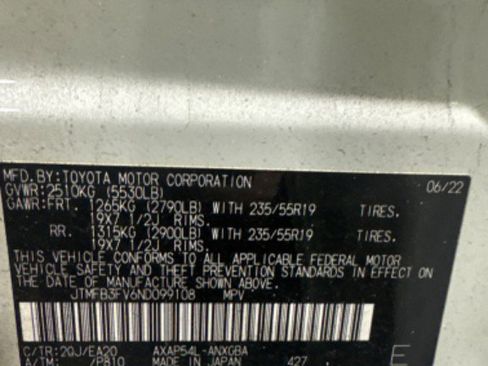 MFD.BY:TOYOTA MOTOR CORPORATION 06/22
GVWR:2510KG (5530LB)
GAWR:FRT. 1265KG (2790LB) WITH 235/55R19 TIRES.
19X7 1/2J RIMS.
RR. 1315KG (2900LB) WITH 235/55R19 TIRES.
19X7 1/2J RIMS.
THIS VEHICLE CONFORMS TO ALL APPLICABLE FEDERAL MOTOR
VEHICLE SAFETY AND THEFT PREVENTION STANDARDS IN EFFECT ON
THE DATE OF MANUFACTURE SHOWN ABOVE.
JTMFB3FV6ND099108 MPV
C/TR:2QJ/EA20 AXAP54L-ANXGBA
A/TM: /P810 MADE IN JAPAN 427 E